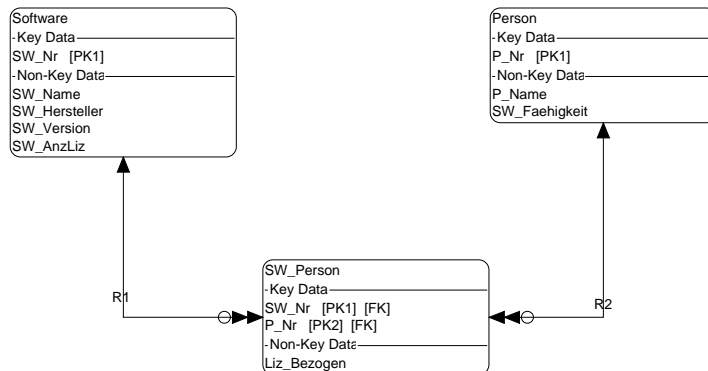 Software
Key Data
SW_Nr [PK1]
Non-Key Data
SW_Name
SW_Hersteller
SW_Version
SW_AnzLiz
Person
Key Data
P_Nr [PK1]
Non-Key Data
P_Name
SW_Faehigkeit
R1
R2
SW_Person
Key Data
SW_Nr [PK1] [FK]
P_Nr [PK2] [FK]
Non-Key Data
Liz_Bezogen